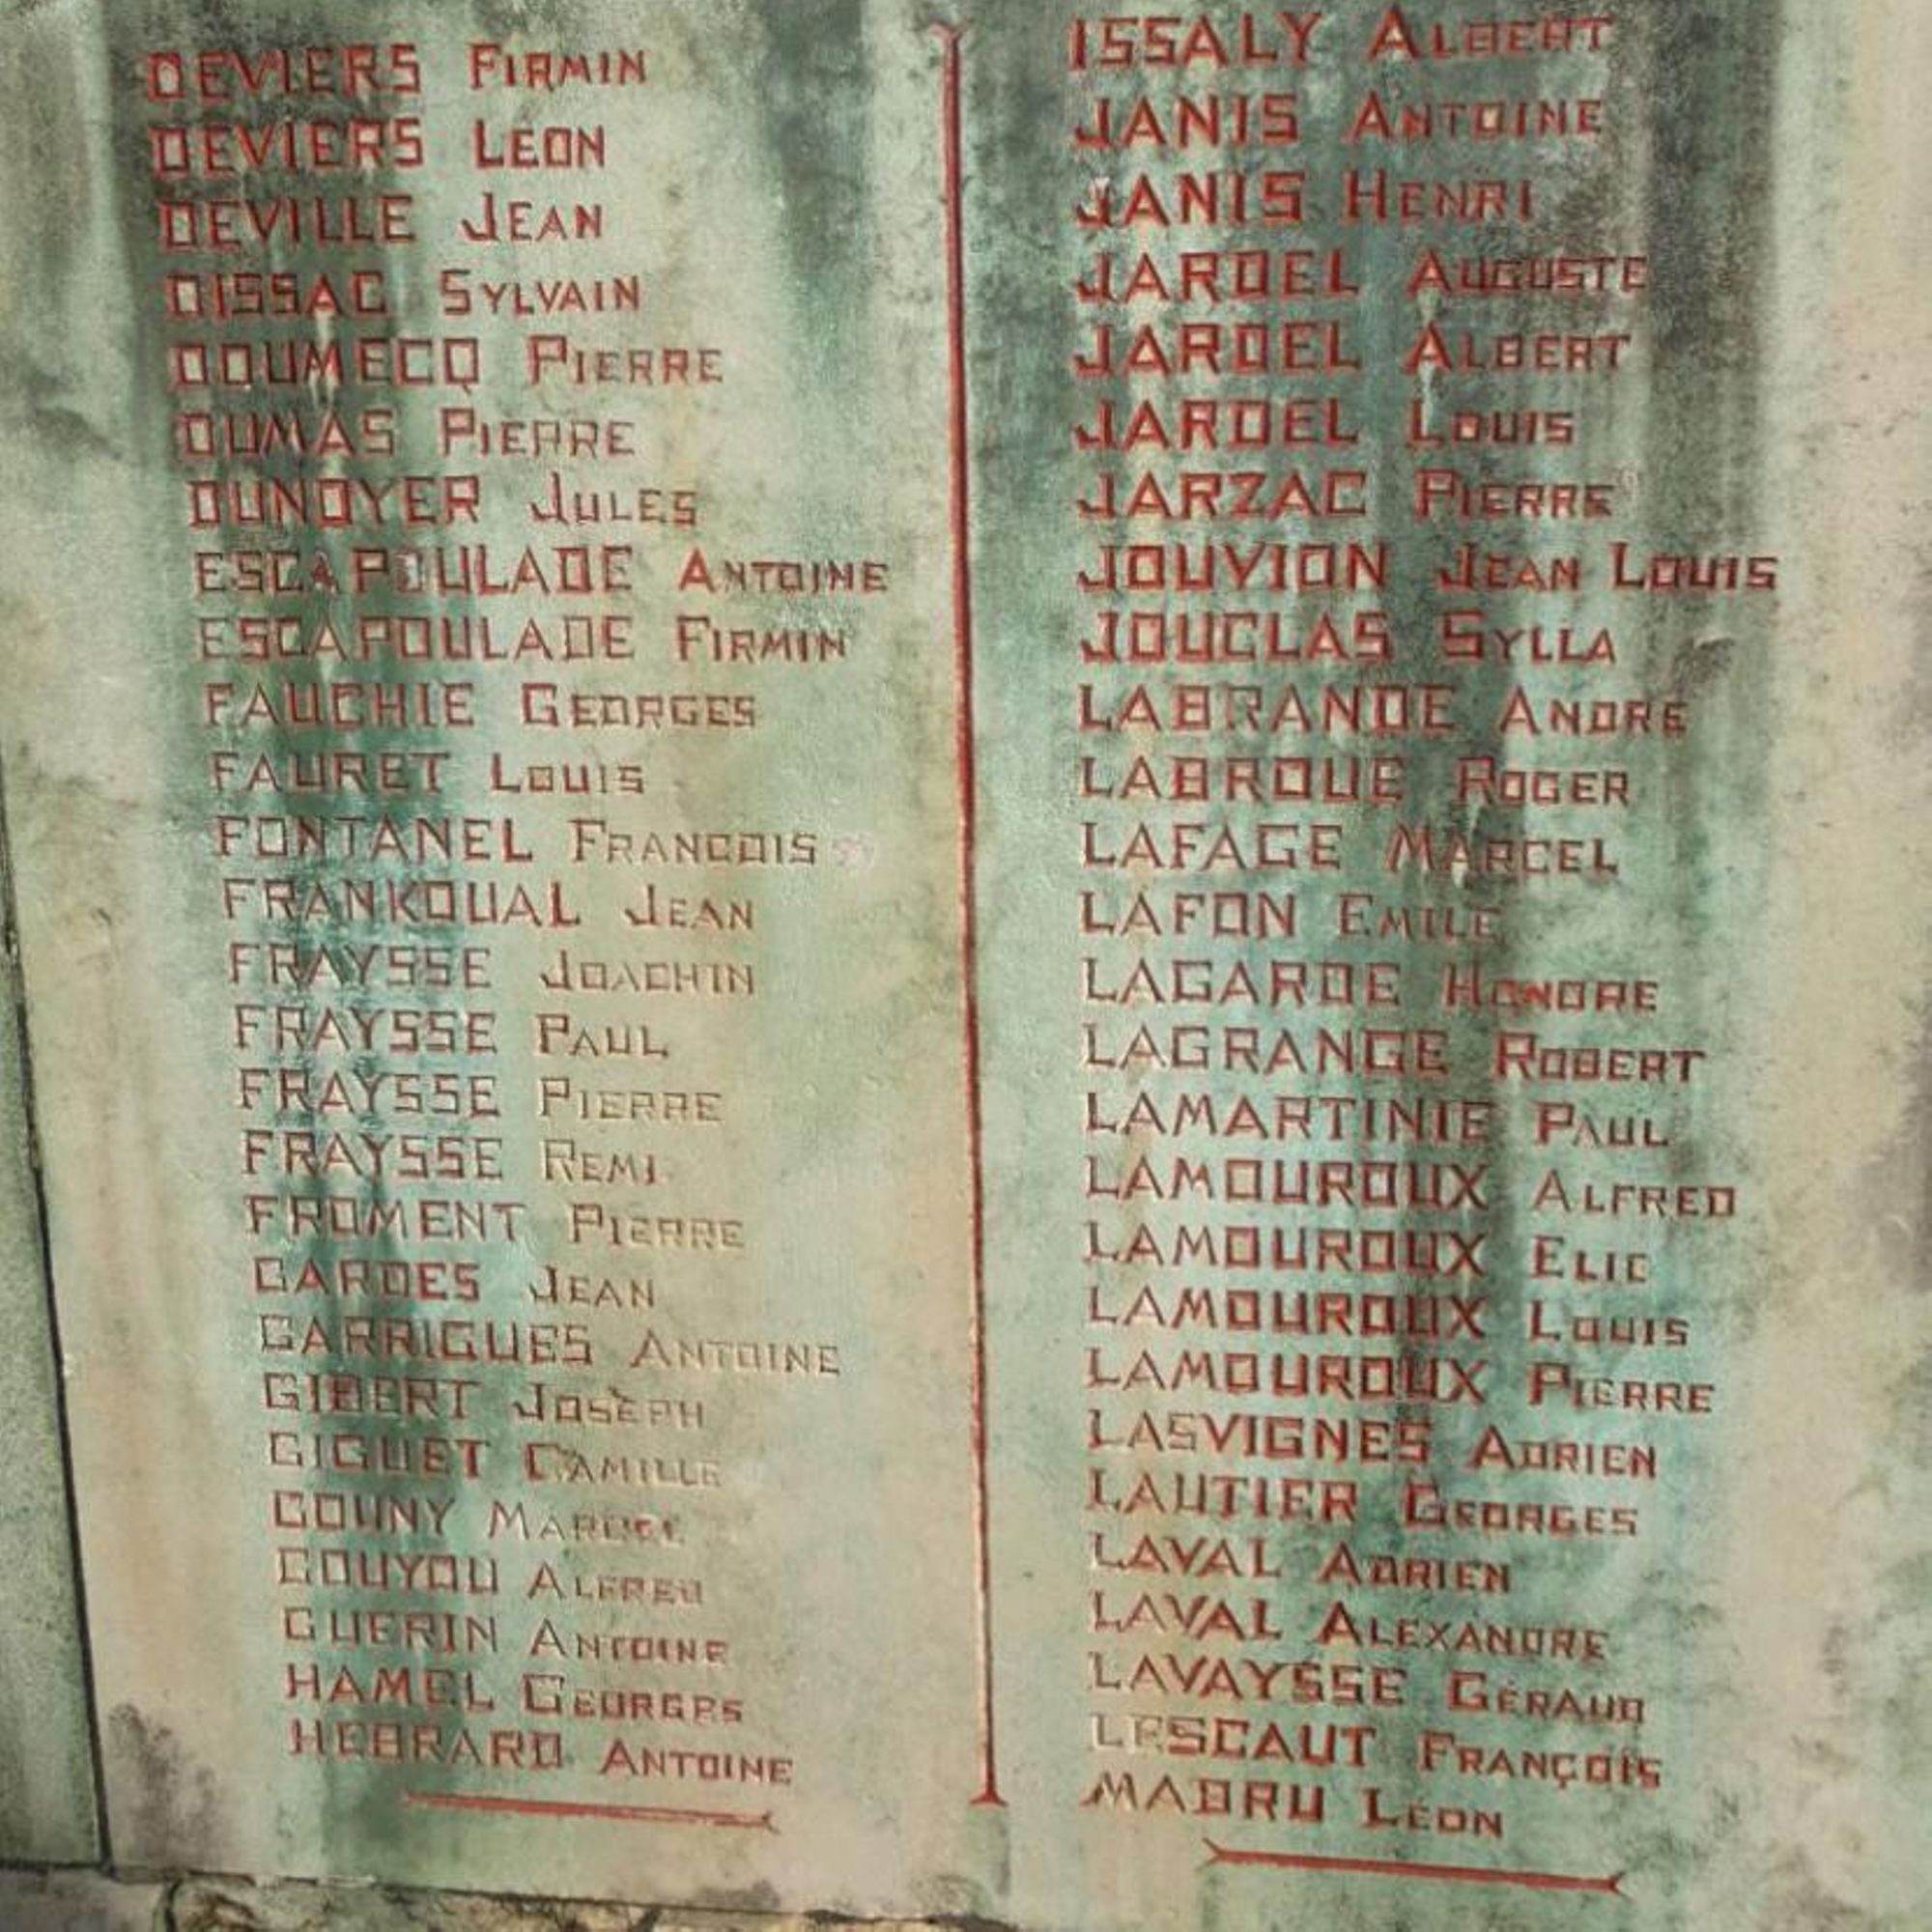 DEVIERS FIRMIN
DEVIERS LEON
DEVILLE JEAN
DISSAC SYLVAIN
DOUMECQ PIERRE
DUMAS PIERRE
DUNOYER JULES
ESCAPOULADE ANTOINE
ESCAPOULADE FIRMIN
FAUCHIE GEORGES
FAURET LOUIS
FONTANEL FRANCOIS
FRANKOUAL JEAN
FRAYSSE JOACHIN
FRAYSSE PAUL
FRAYSSE PIERRE
FRAYSSE REMI
FROMENT PIERRE
GARDES JEAN
GARRIGUES ANTOINE
GIBERT JOSEPH
GIGUET CAMILLE
GOUNY MARCEL
GOUYOU ALFRED
GUERIN ANTOINE
HAMEL GEORGES
HEBRARD ANTOINE
ISSALY ALBERT
JANIS ANTOINE
JANIS HENRI
JARDEL AUGUSTE
JARDEL ALBERT
JARDEL LOUIS
JARZAC PIERRE
JOUVION JEAN LOUIS
JOUCLAS SYLLA
LABRANDE ANDRE
LABROUE ROGER
LAFAGE MARCEL
LAFON EMILE
LAGARDE HONORE
LAGRANGE ROBERT
LAMARTINIE PAUL
LAMOUROUX ALFRED
LAMOUROUX ELIE
LAMOUROUX LOUIS
LAMOUROUX PIERRE
LASVIGNES ADRIEN
LAUTIER GEORGES
LAVAL ADRIEN
LAVAL ALEXANDRE
LAVAYSSE GÉRAUD
LESCAUT FRANÇOIS
MABRU LÉON